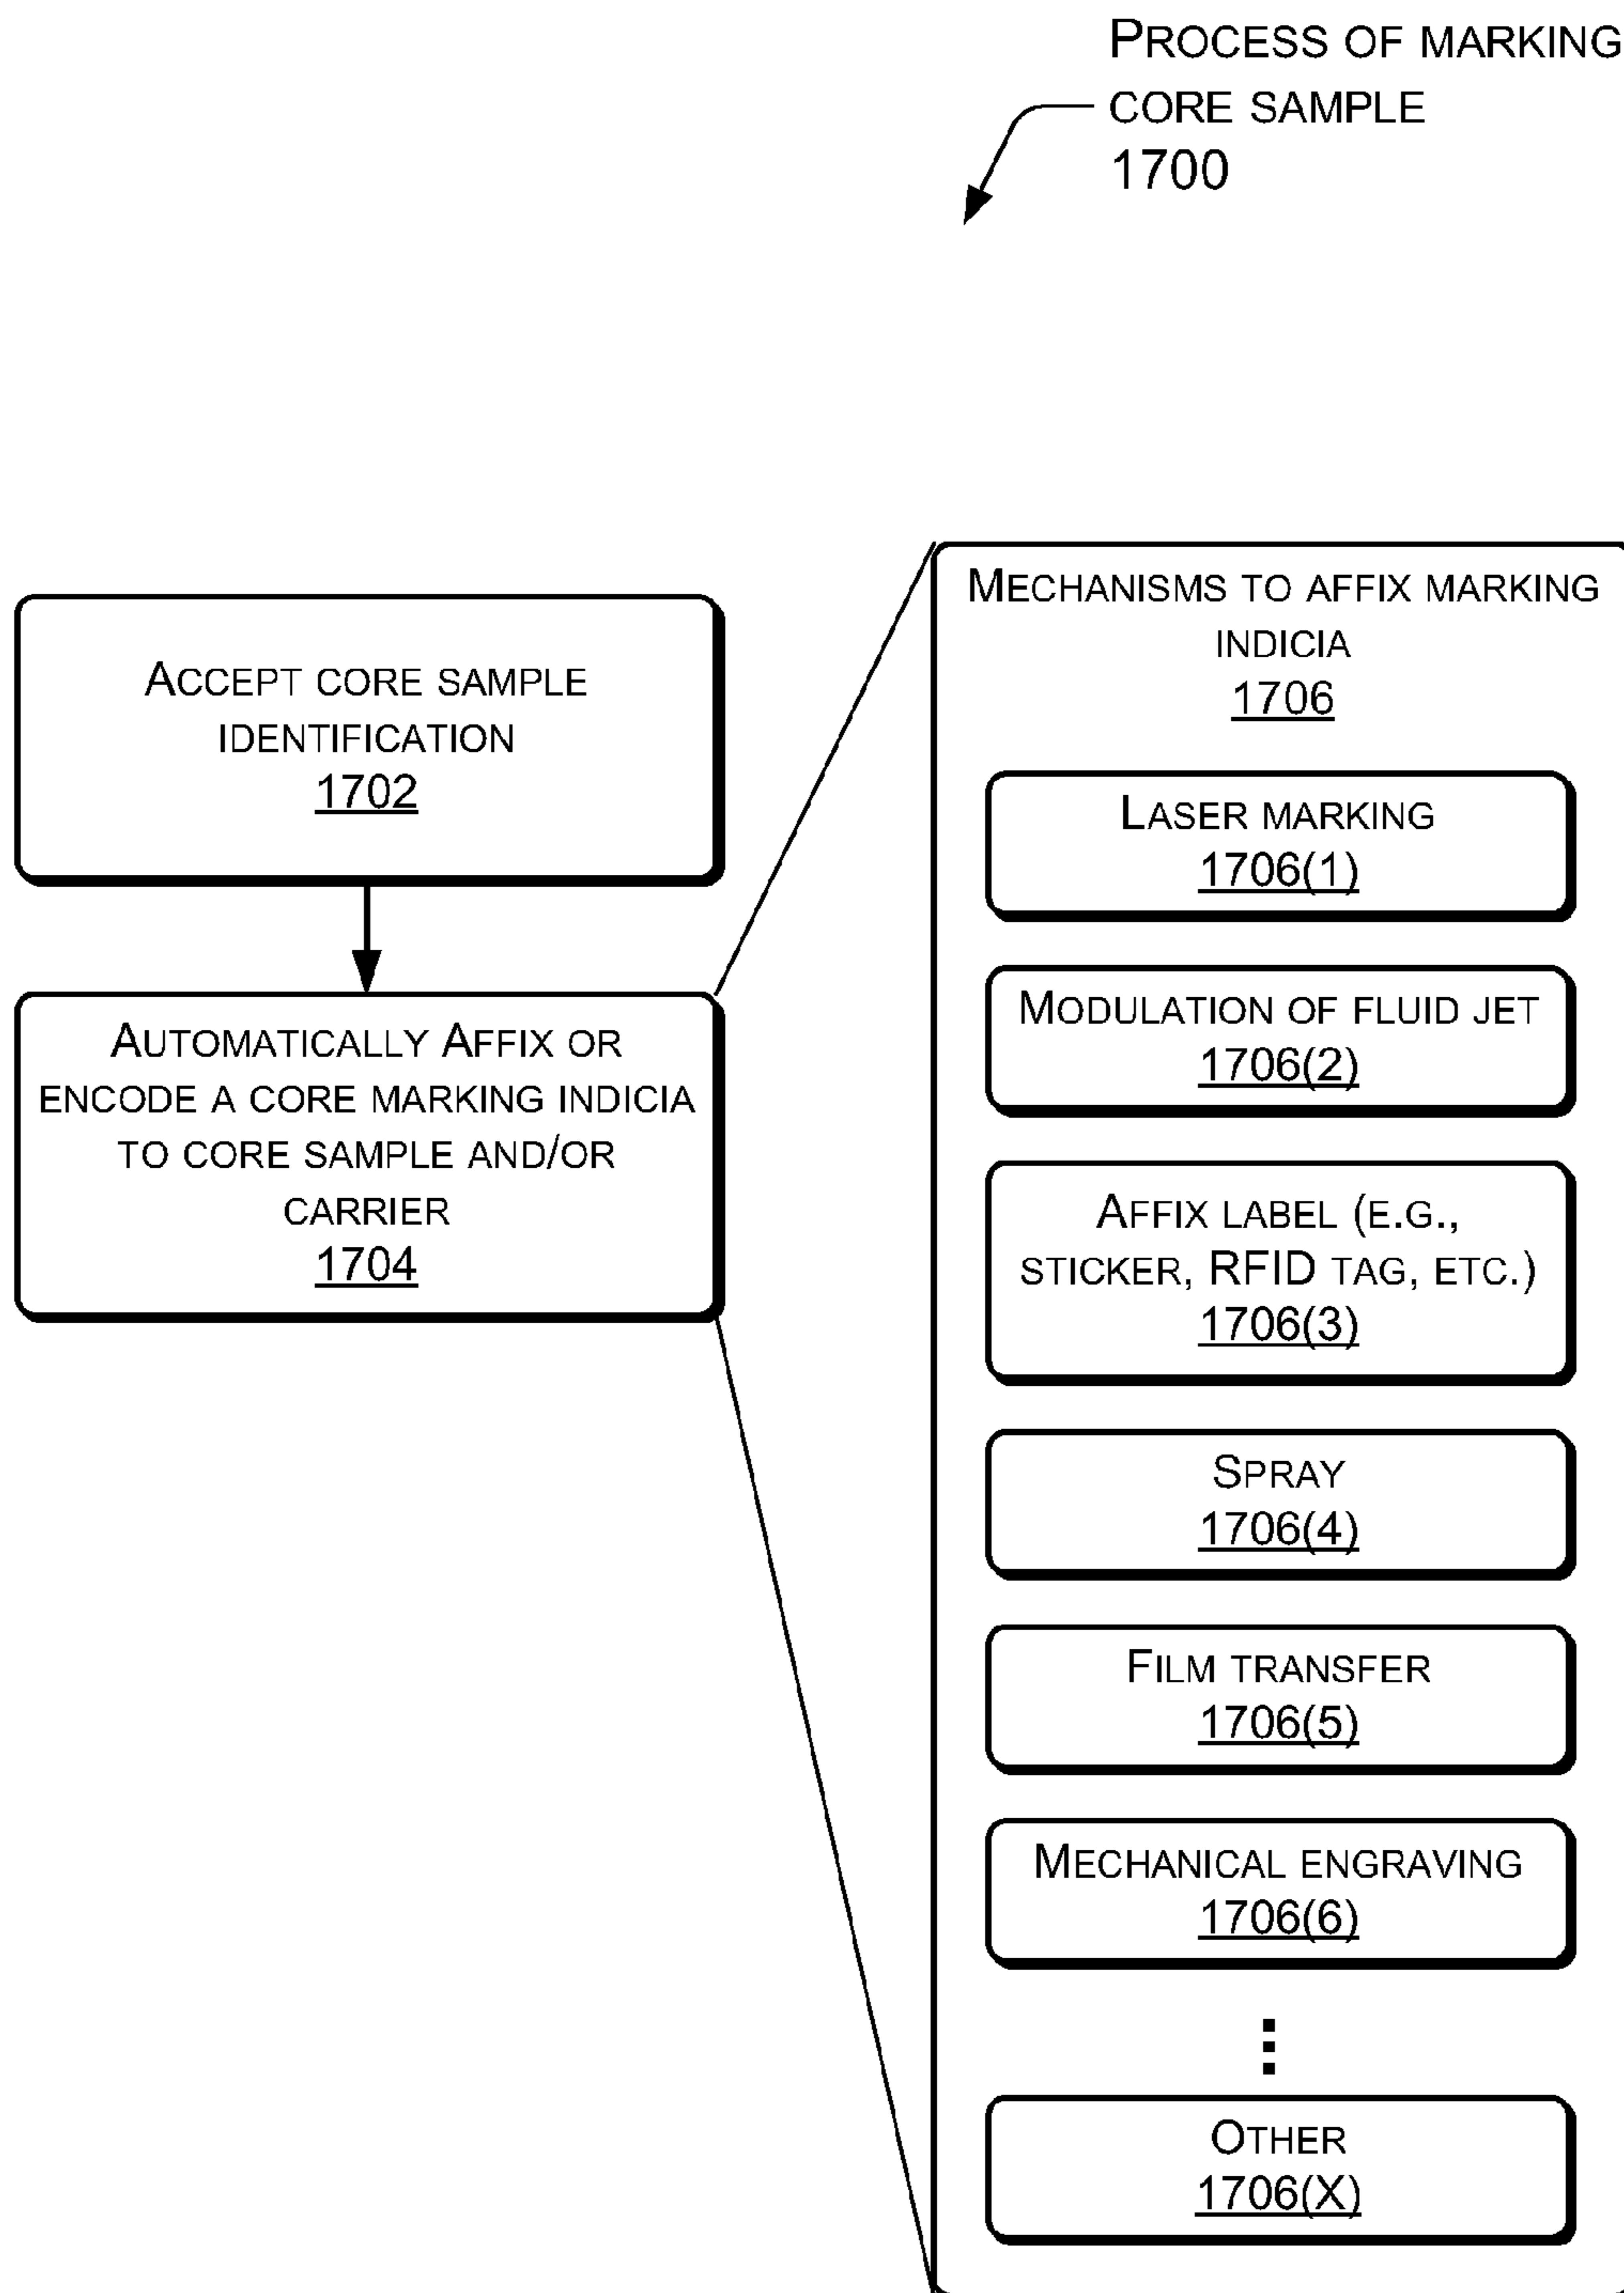 PROCESS OF MARKING
CORE SAMPLE
1700
ACCEPT CORE SAMPLE
IDENTIFICATION
1702
AUTOMATICALLY AFFIX OR
ENCODE A CORE MARKING INDICIA
TO CORE SAMPLE AND/OR
CARRIER
1704
MECHANISMS TO AFFIX MARKING
INDICIA
1706
LASER MARKING
1706(1)
MODULATION OF FLUID JET
1706(2)
AFFIX LABEL (E.G.,
STICKER, RFID TAG, ETC.)
1706(3)
SPRAY
1706(4)
FILM TRANSFER
1706(5)
MECHANICAL ENGRAVING
1706(6)
OTHER
1706(X)